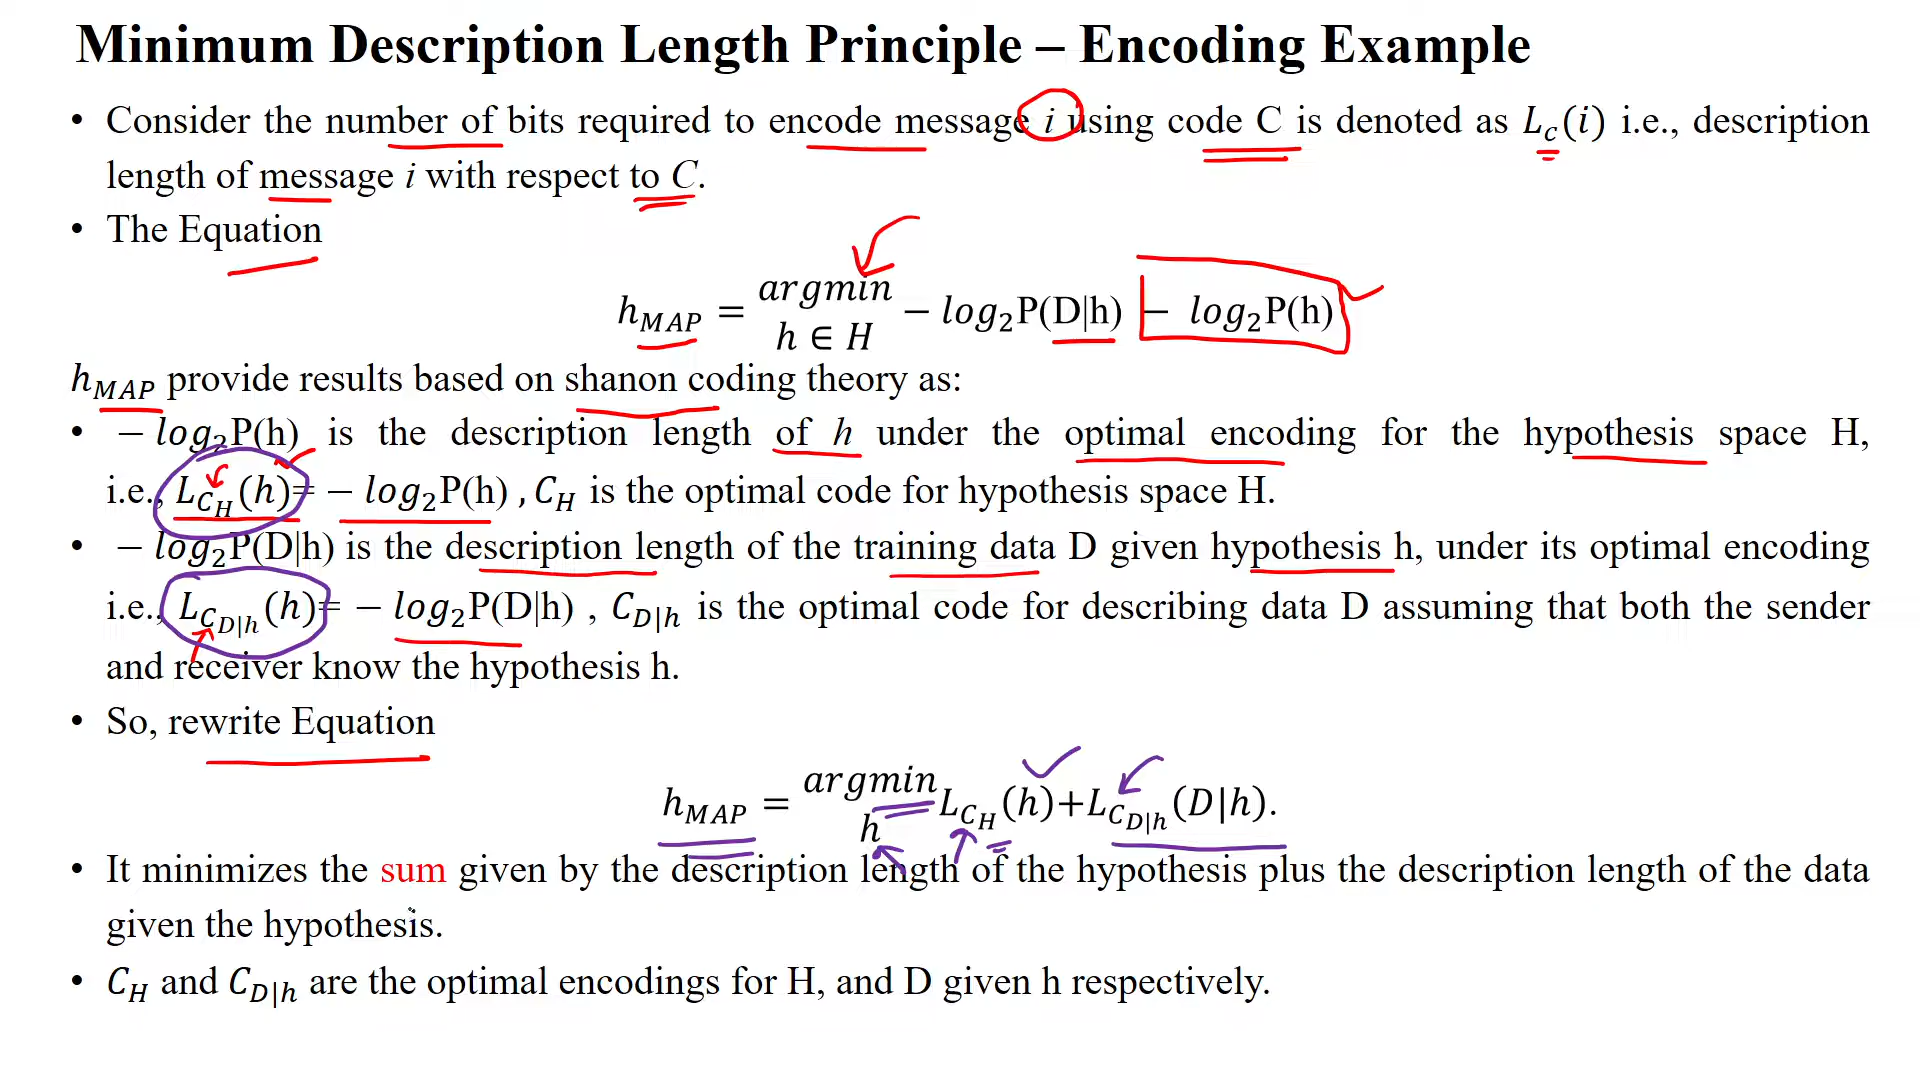 Minimum Description Length Principle – Encoding Example
• Consider the number of bits required to encode message i using code C is denoted as L_c(i) i.e., description
length of message i with respect to C.
• The Equation
h_MAP = argmin h ∈ H − log₂P(D|h) − log₂P(h)
h_MAP provide results based on shanon coding theory as:
• − log₂P(h) is the description length of h under the optimal encoding for the hypothesis space H,
i.e., L_{C_H}(h)= − log₂P(h) , C_H is the optimal code for hypothesis space H.
• − log₂P(D|h) is the description length of the training data D given hypothesis h, under its optimal encoding
i.e., L_{C_{D|h}}(h)= − log₂P(D|h) , C_{D|h} is the optimal code for describing data D assuming that both the sender
and receiver know the hypothesis h.
• So, rewrite Equation
h_MAP = argmin h L_{C_H}(h)+L_{C_{D|h}}(D|h).
• It minimizes the sum given by the description length of the hypothesis plus the description length of the data
given the hypothesis.
• C_H and C_{D|h} are the optimal encodings for H, and D given h respectively.